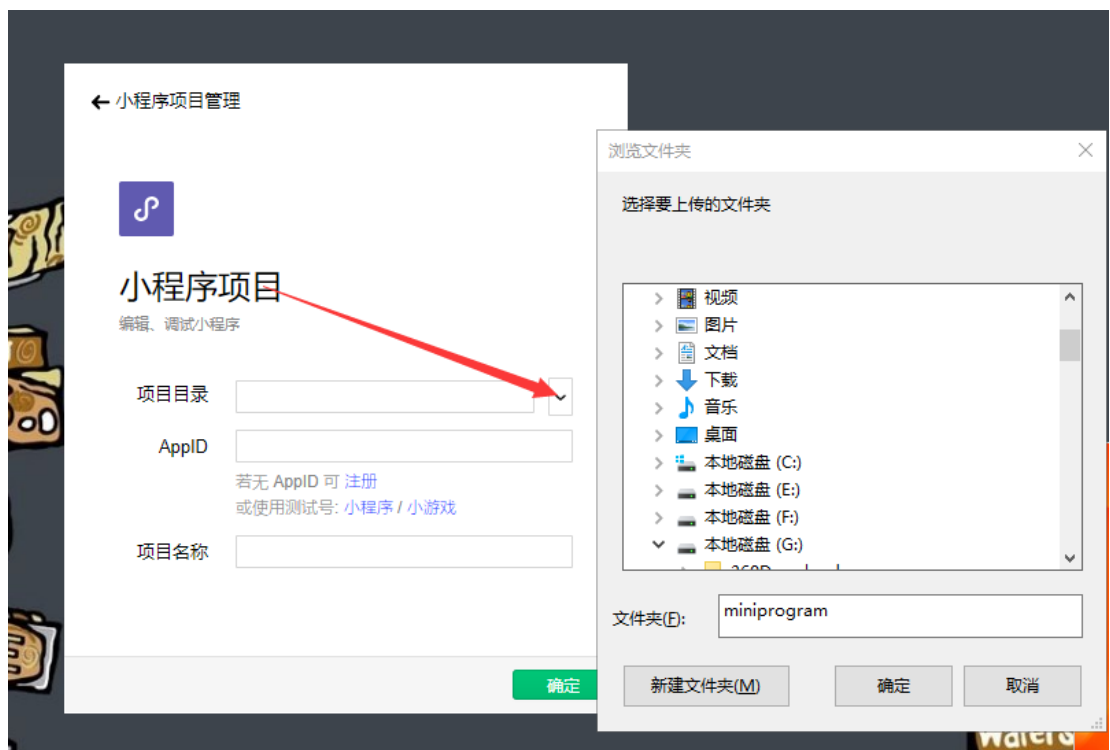 小程序项目管理
小程序项目
编辑、调试小程序
项目目录
AppID
若无 AppID 可 注册
或使用测试号: 小程序 / 小游戏
项目名称
确定
浏览文件夹
选择要上传的文件夹
视频
图片
文档
下载
音乐
桌面
本地磁盘 (C:)
本地磁盘 (E:)
本地磁盘 (F:)
本地磁盘 (G:)
文件夹(F):
miniprogram
新建文件夹(M)
确定
取消